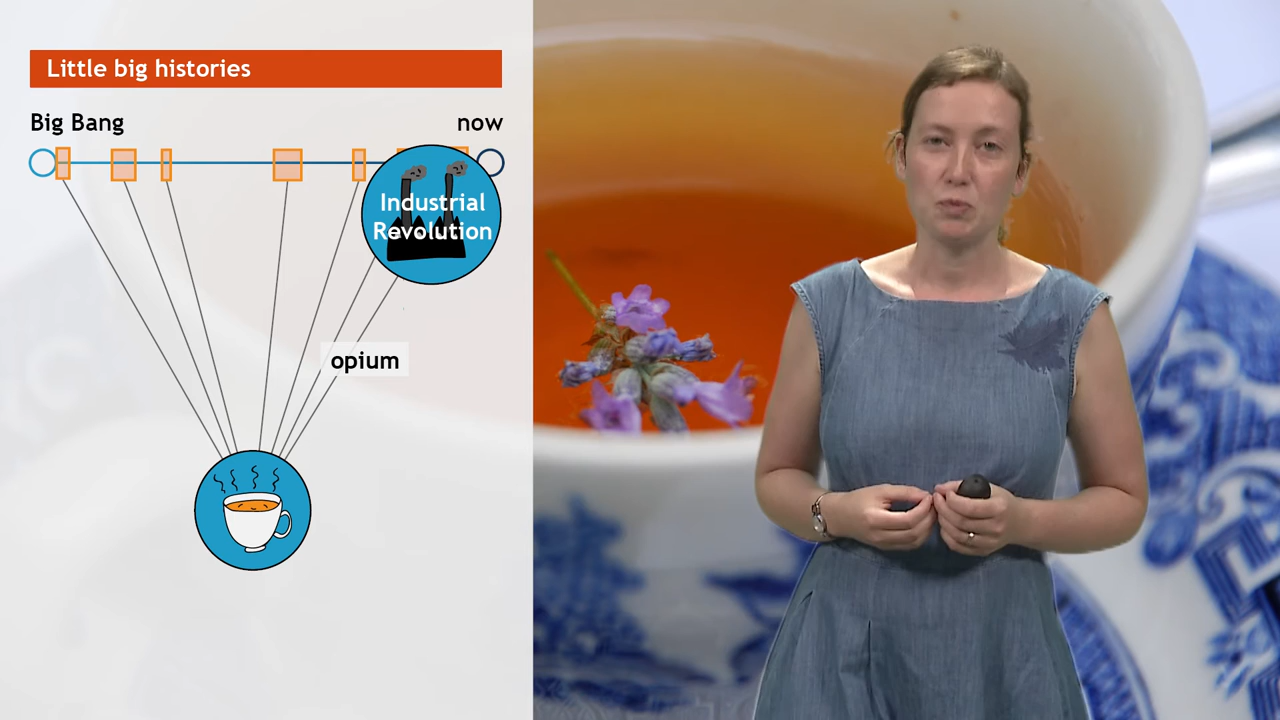 Little big histories
Big Bang
now
Industrial
Revolution
opium